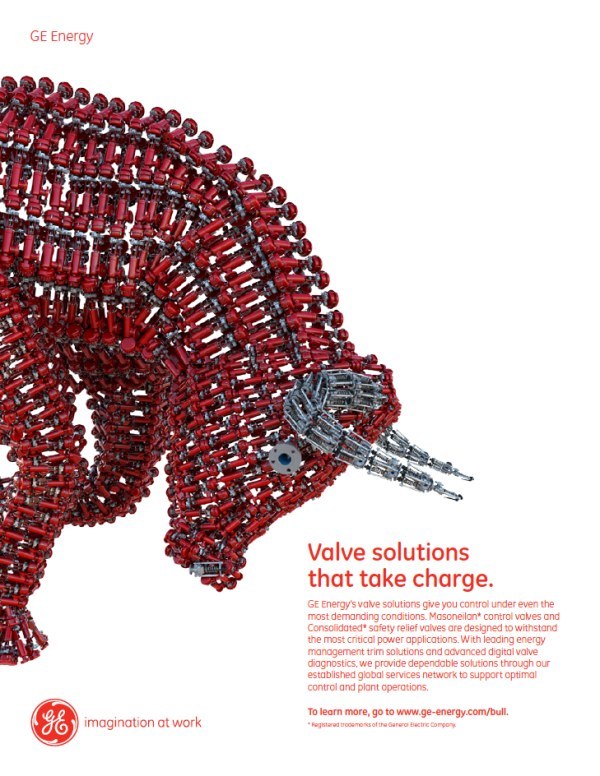 GE Energy
Valve solutions
that take charge.
GE Energy's valve solutions give you control under even the
most demanding conditions. Masoneilan* control valves and
Consolidated* safety relief valves are designed to withstand
the most critical power applications. With leading energy
management trim solutions and advanced digital valve
diagnostics, we provide dependable solutions through our
established global services network to support optimal
control and plant operations.
To learn more, go to www.ge-energy.com/bull.
* Registered trademarks of the General Electric Company.
GE
imagination at work